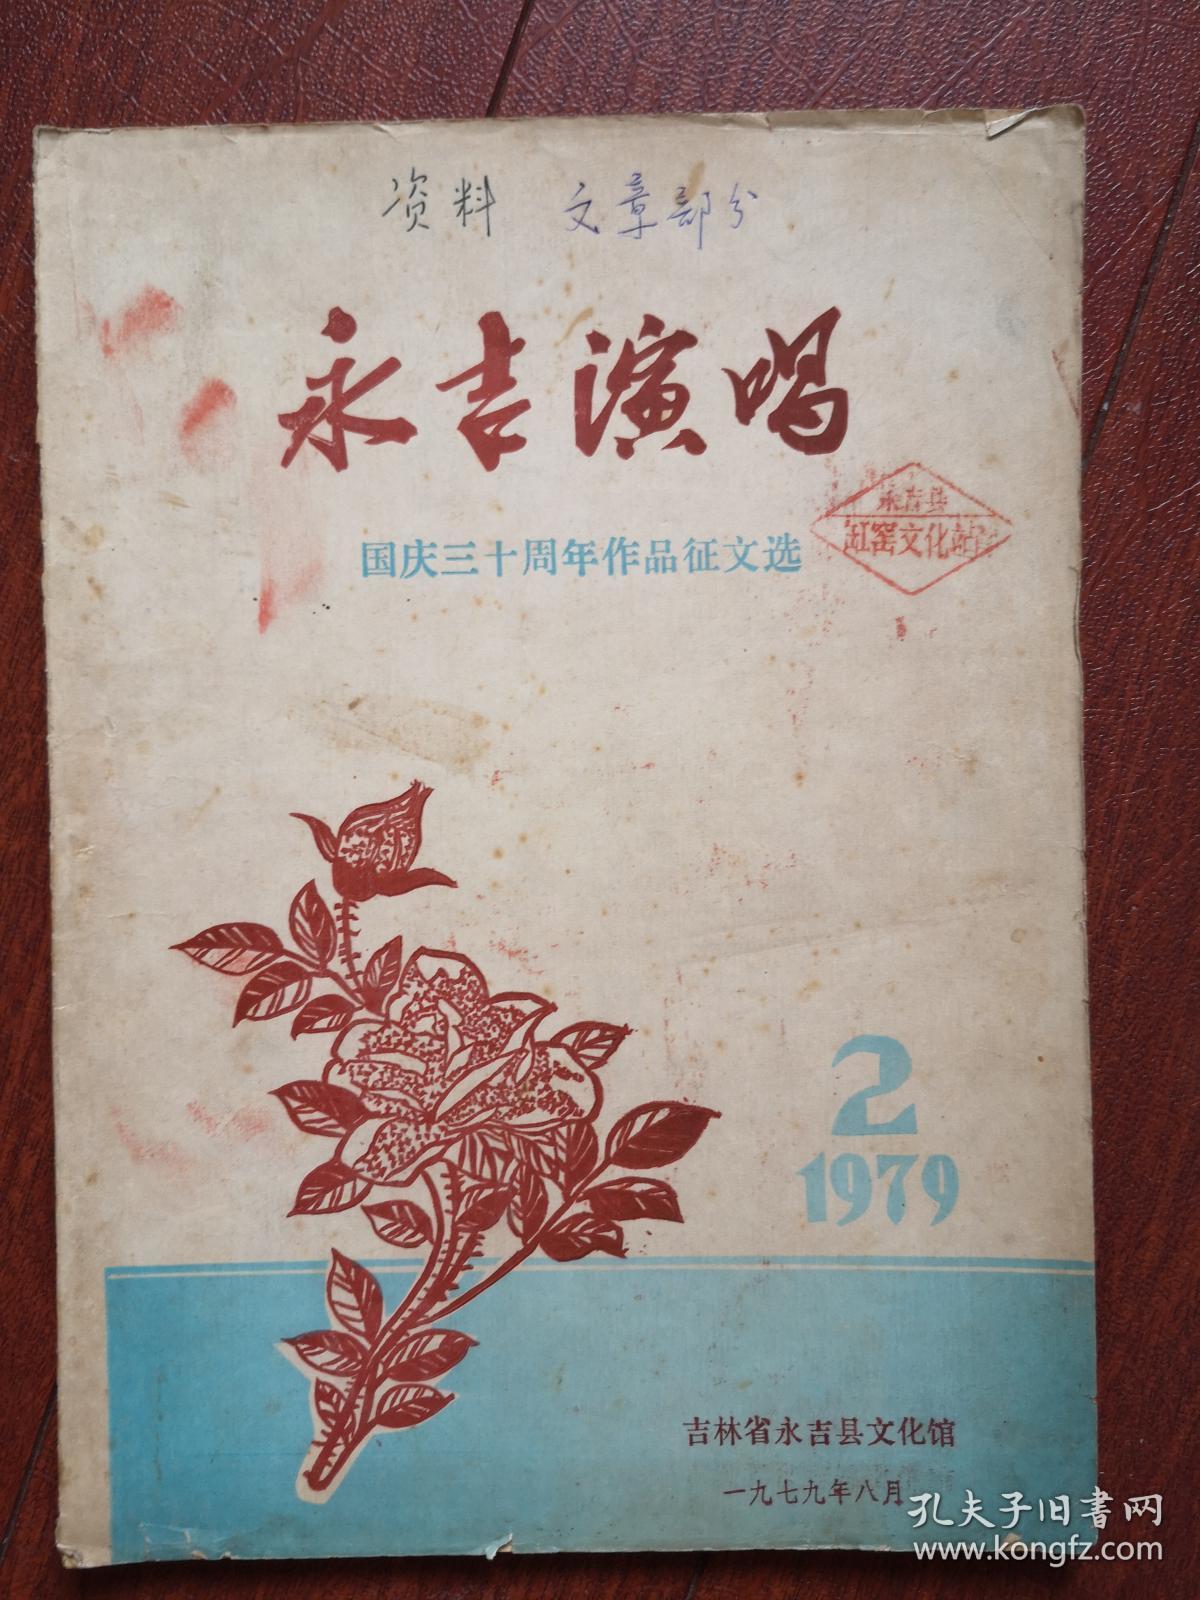 资料 文章部分
永吉演唱
国庆三十周年作品征文选
永吉县
缸窑文化站
2
1979
吉林省永吉县文化馆
一九七九年八月
孔夫子旧书网
www.kongfz.com